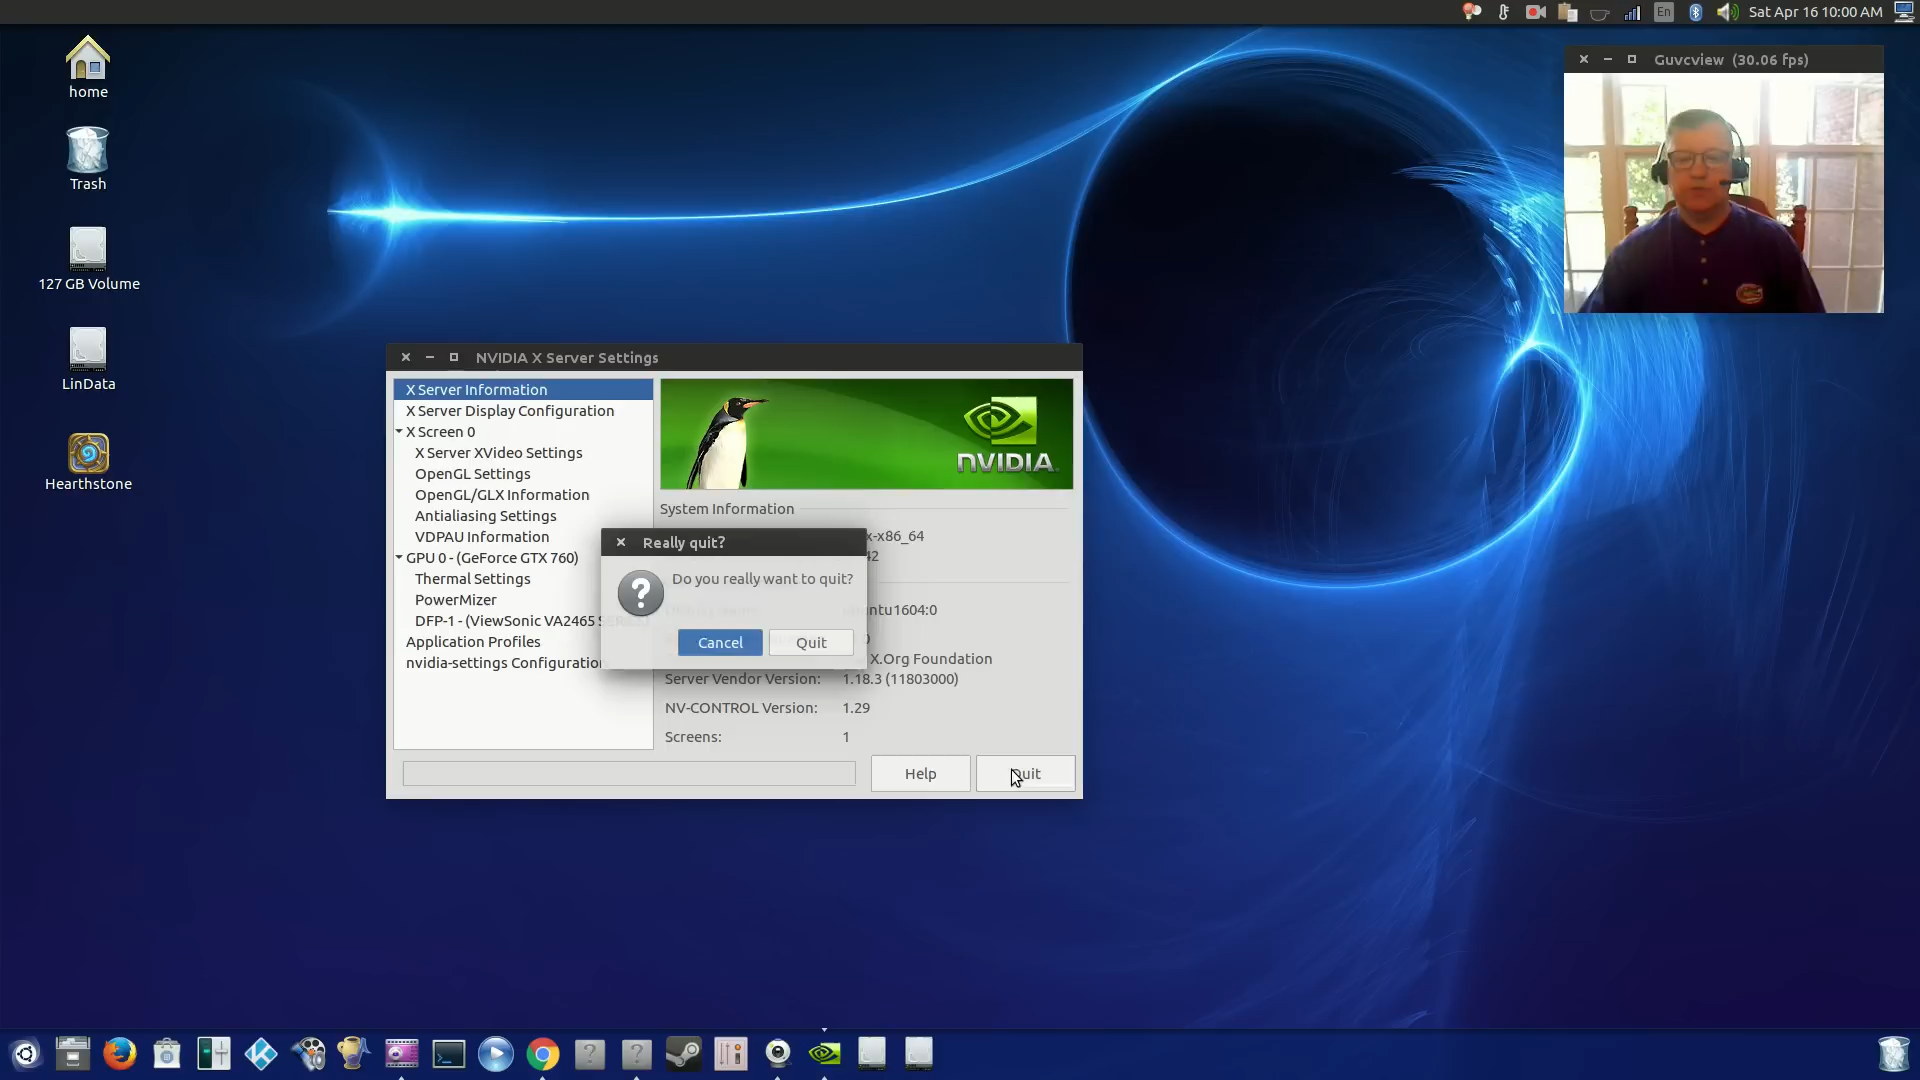 En
Sat Apr 16 10:00 AM
home
Trash
127 GB Volume
LinData
Hearthstone
Guvcview (30.06 fps)
NVIDIA X Server Settings
X Server Information
X Server Display Configuration
X Screen 0
X Server XVideo Settings
OpenGL Settings
OpenGL/GLX Information
Antialiasing Settings
VDPAU Information
GPU 0 - (GeForce GTX 760)
Thermal Settings
PowerMizer
DFP-1 - (ViewSonic VA2465 S
Application Profiles
nvidia-settings Configuration
NVIDIA
System Information
x-x86_64
42
ubuntu1604:0
0
X.Org Foundation
Server Vendor Version: 1.18.3 (11803000)
NV-CONTROL Version: 1.29
Screens: 1
Really quit?
Do you really want to quit?
Cancel
Quit
Help
Quit